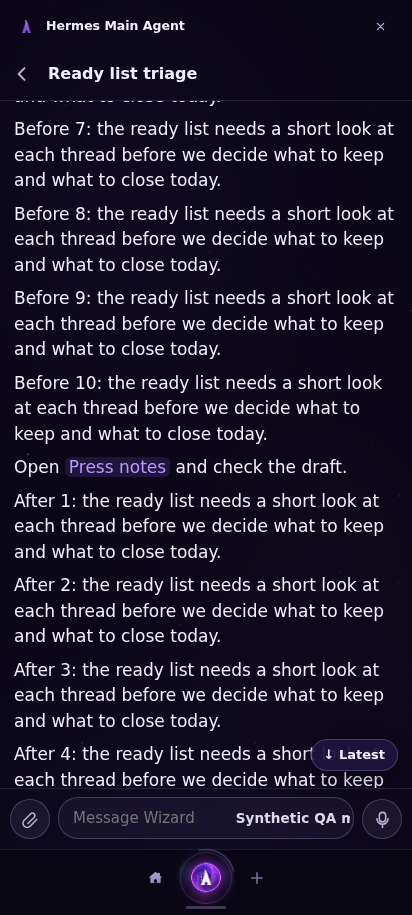 Hermes Main Agent
Ready list triage
and what to close today.
Before 7: the ready list needs a short look at
each thread before we decide what to keep
and what to close today.
Before 8: the ready list needs a short look at
each thread before we decide what to keep
and what to close today.
Before 9: the ready list needs a short look at
each thread before we decide what to keep
and what to close today.
Before 10: the ready list needs a short look
at each thread before we decide what to
keep and what to close today.
Open Press notes and check the draft.
After 1: the ready list needs a short look at
each thread before we decide what to keep
and what to close today.
After 2: the ready list needs a short look at
each thread before we decide what to keep
and what to close today.
After 3: the ready list needs a short look at
each thread before we decide what to keep
and what to close today.
After 4: the ready list needs a short
↓ Latest
each thread before we decide what to keep
Message Wizard
Synthetic QA m